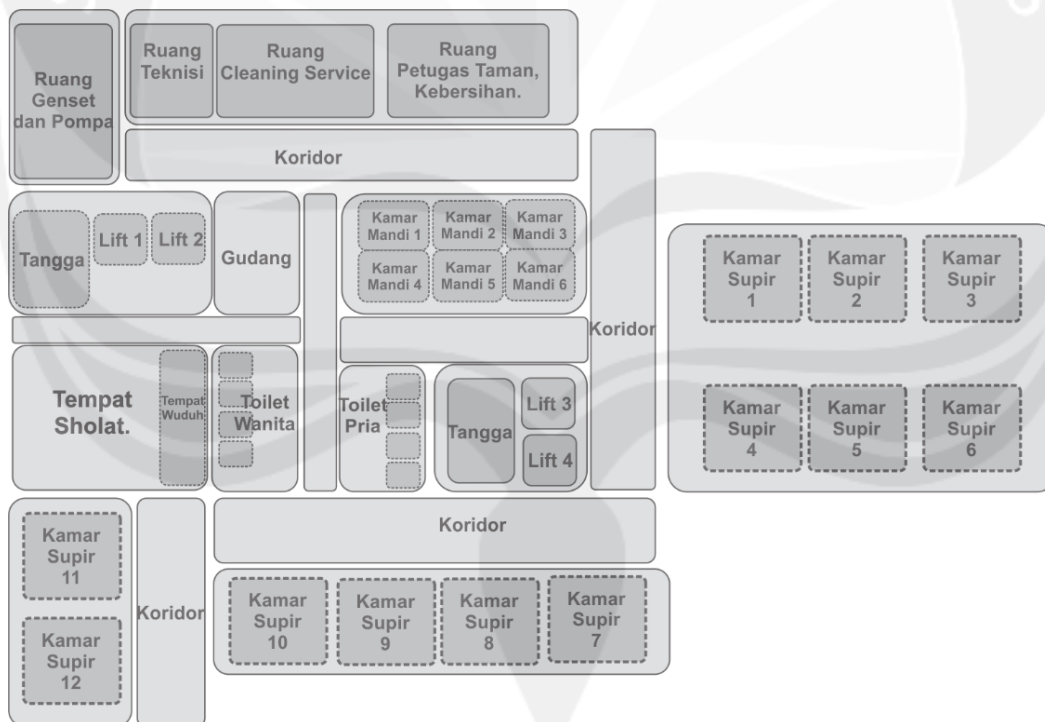 Ruang
Genset
dan Pompa
Ruang
Teknisi
Ruang
Cleaning Service
Ruang
Petugas Taman,
Kebersihan.
Koridor
Tangga
Lift 1
Lift 2
Gudang
Kamar
Mandi 1
Kamar
Mandi 2
Kamar
Mandi 3
Kamar
Mandi 4
Kamar
Mandi 5
Kamar
Mandi 6
Koridor
Kamar
Supir
1
Kamar
Supir
2
Kamar
Supir
3
Kamar
Supir
4
Kamar
Supir
5
Kamar
Supir
6
Tempat
Sholat.
Tempat
Wuduh
Toilet
Wanita
Toilet
Pria
Tangga
Lift 3
Lift 4
Koridor
Kamar
Supir
11
Kamar
Supir
12
Koridor
Kamar
Supir
10
Kamar
Supir
9
Kamar
Supir
8
Kamar
Supir
7